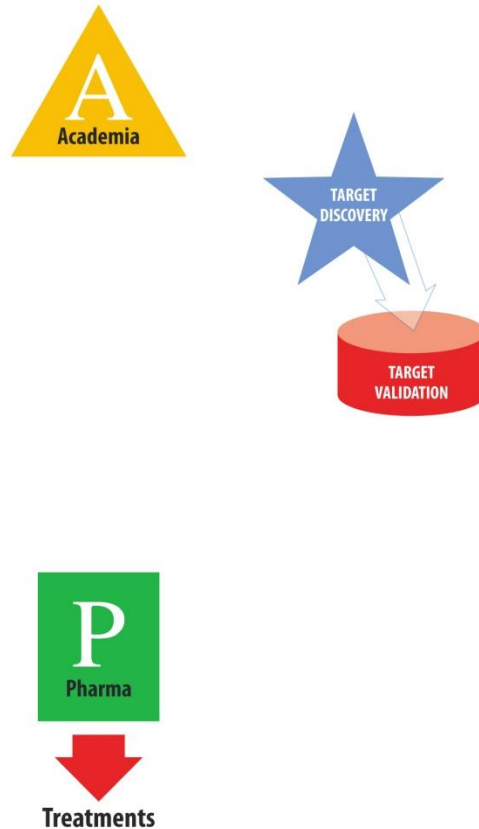 A
Academia
TARGET
DISCOVERY
TARGET
VALIDATION
P
Pharma
Treatments